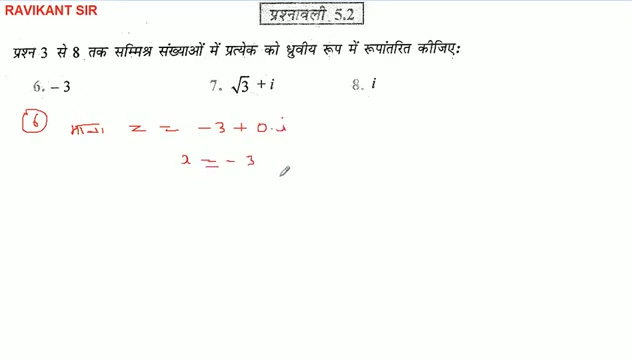 RAVIKANT SIR
प्रश्नावली 5.2
प्रश्न 3 से 8 तक सम्मिश्र संख्याओं में प्रत्येक को ध्रुवीय रूप में रूपांतरित कीजिए:
6. – 3 7. √3 + i 8. i
6 माना z = -3 + 0.i
x = -3